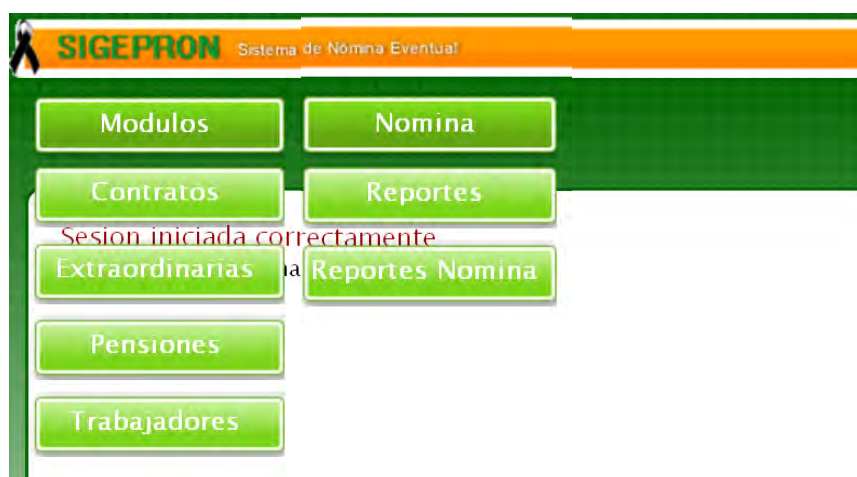 SIGEPRON Sistema de Nómina Eventual
Modulos Nomina
Contratos Reportes
Sesion iniciada correctamente
Extraordinarias Reportes Nomina
Pensiones
Trabajadores